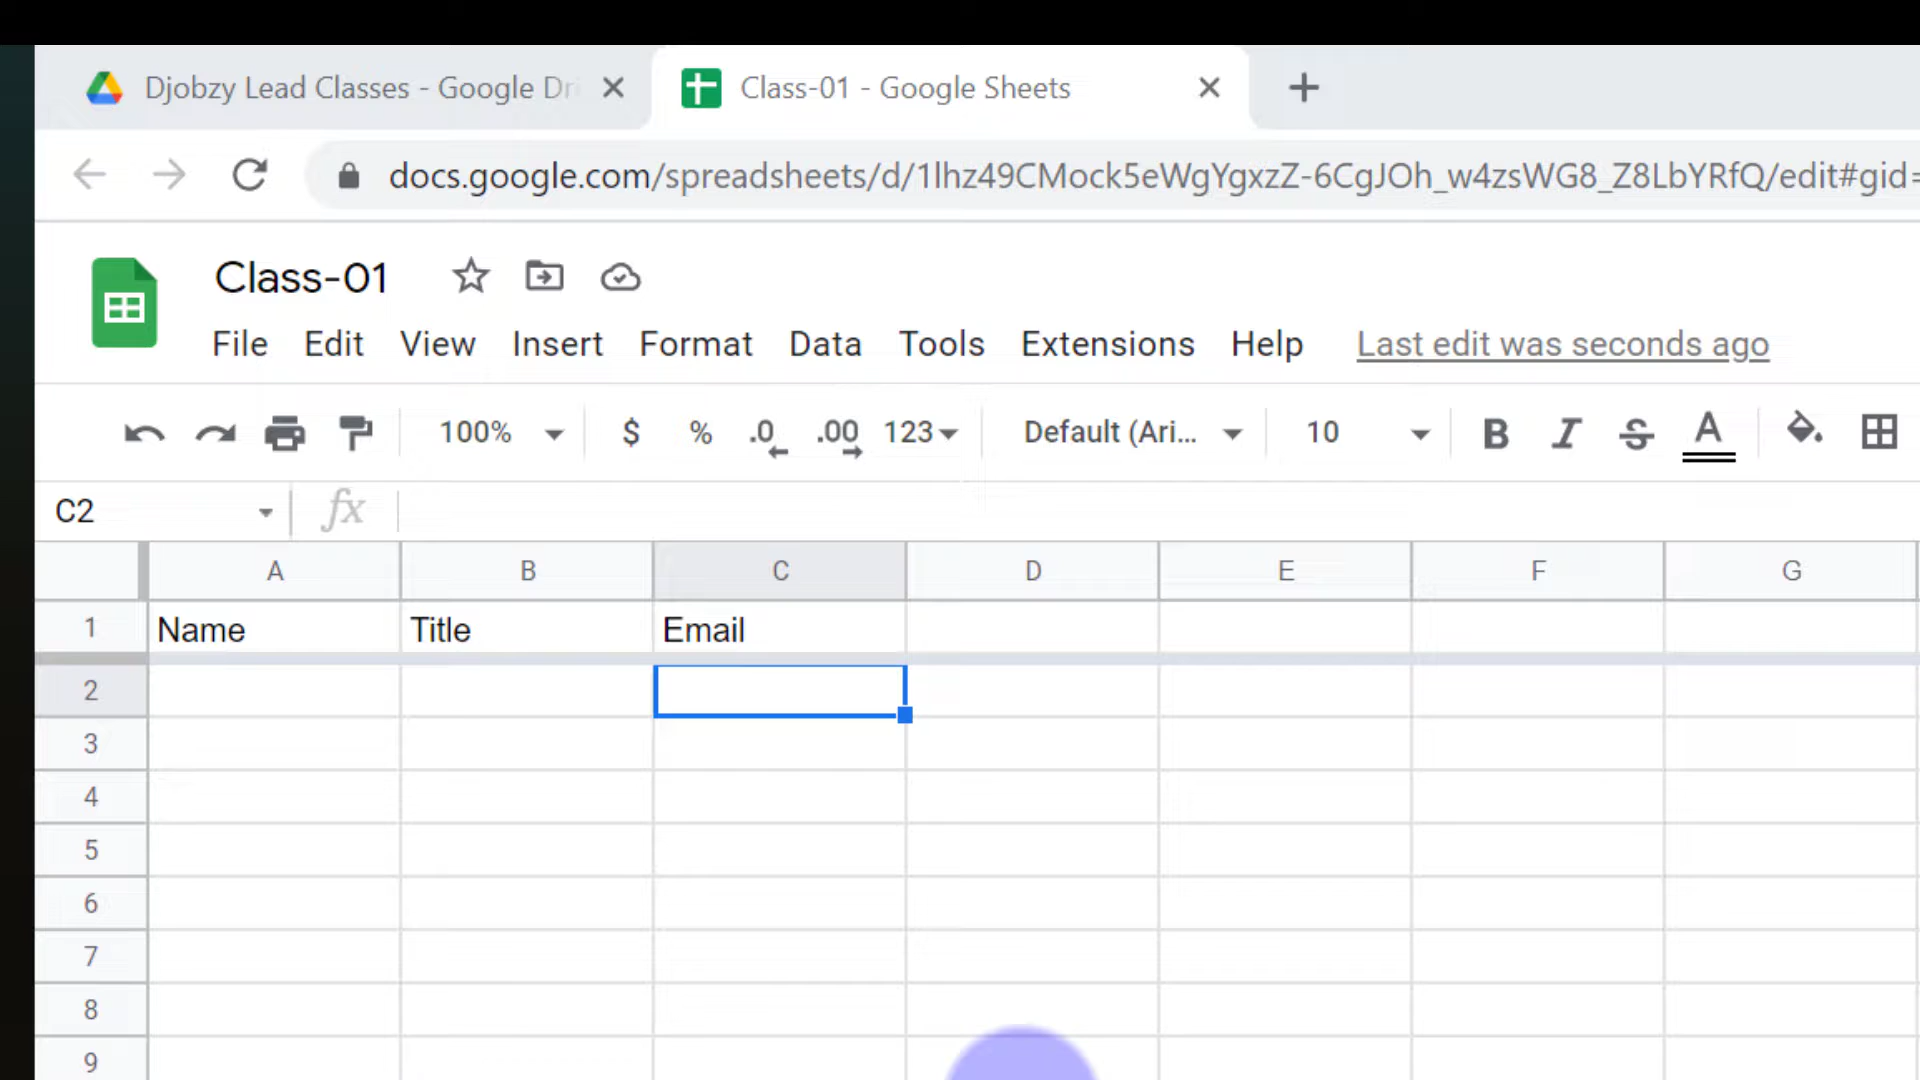 Djobzy Lead Classes - Google Dri
Class-01 - Google Sheets
docs.google.com/spreadsheets/d/1lhz49CMock5eWgYgxzZ-6CgJOh_w4zsWG8_Z8LbYRfQ/edit#gid=
Class-01
File Edit View Insert Format Data Tools Extensions Help Last edit was seconds ago
100% $ % .0 .00 123 Default (Ari... 10 B I S A
C2 fx
A B C D E F G
1 Name Title Email
2
3
4
5
6
7
8
9